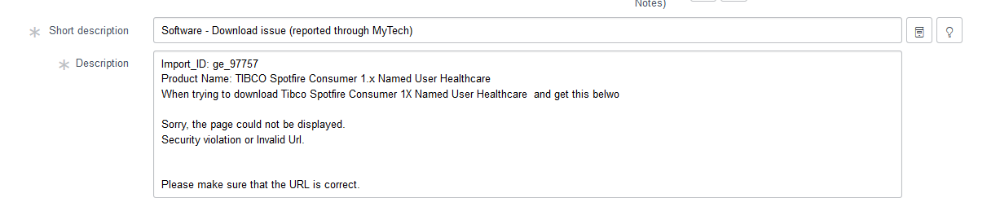 Notes)
Short description
Software - Download issue (reported through MyTech)
Description
Import_ID: ge_97757
Product Name: TIBCO Spotfire Consumer 1.x Named User Healthcare
When trying to download Tibco Spotfire Consumer 1X Named User Healthcare  and get this belwo
Sorry, the page could not be displayed.
Security violation or Invalid Url.
Please make sure that the URL is correct.